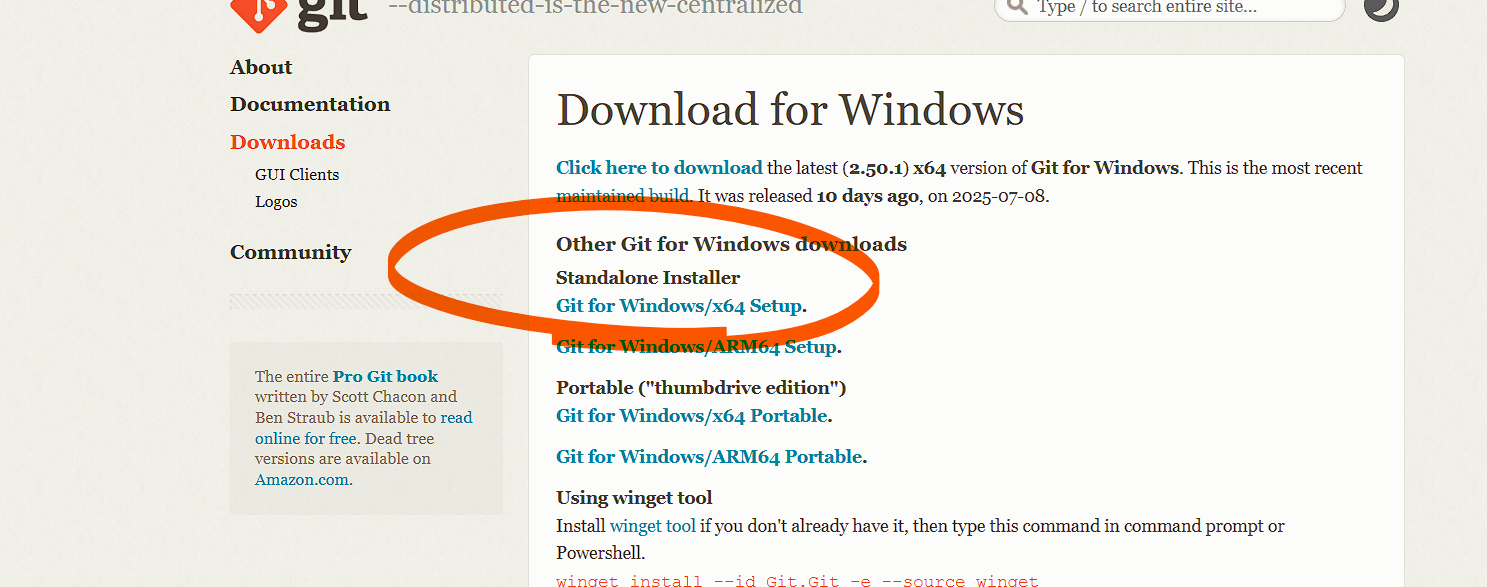 git --distributed-is-the-new-centralized
Type / to search entire site...
About
Documentation
Downloads
GUI Clients
Logos
Community
The entire Pro Git book
written by Scott Chacon and
Ben Straub is available to read
online for free. Dead tree
versions are available on
Amazon.com.
Download for Windows
Click here to download the latest (2.50.1) x64 version of Git for Windows. This is the most recent
maintained build. It was released 10 days ago, on 2025-07-08.
Other Git for Windows downloads
Standalone Installer
Git for Windows/x64 Setup.
Git for Windows/ARM64 Setup.
Portable ("thumbdrive edition")
Git for Windows/x64 Portable.
Git for Windows/ARM64 Portable.
Using winget tool
Install winget tool if you don't already have it, then type this command in command prompt or
Powershell.
winget install --id Git.Git -e --source winget